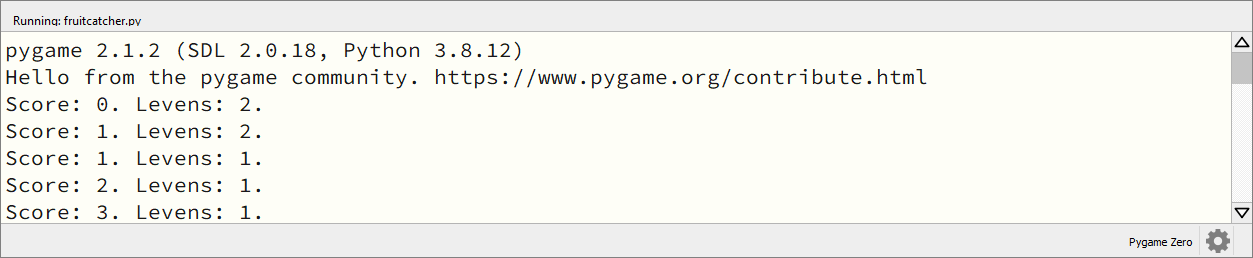 Running: fruitcatcher.py
pygame 2.1.2 (SDL 2.0.18, Python 3.8.12)
Hello from the pygame community. https://www.pygame.org/contribute.html
Score: 0. Levens: 2.
Score: 1. Levens: 2.
Score: 1. Levens: 1.
Score: 2. Levens: 1.
Score: 3. Levens: 1.
Pygame Zero